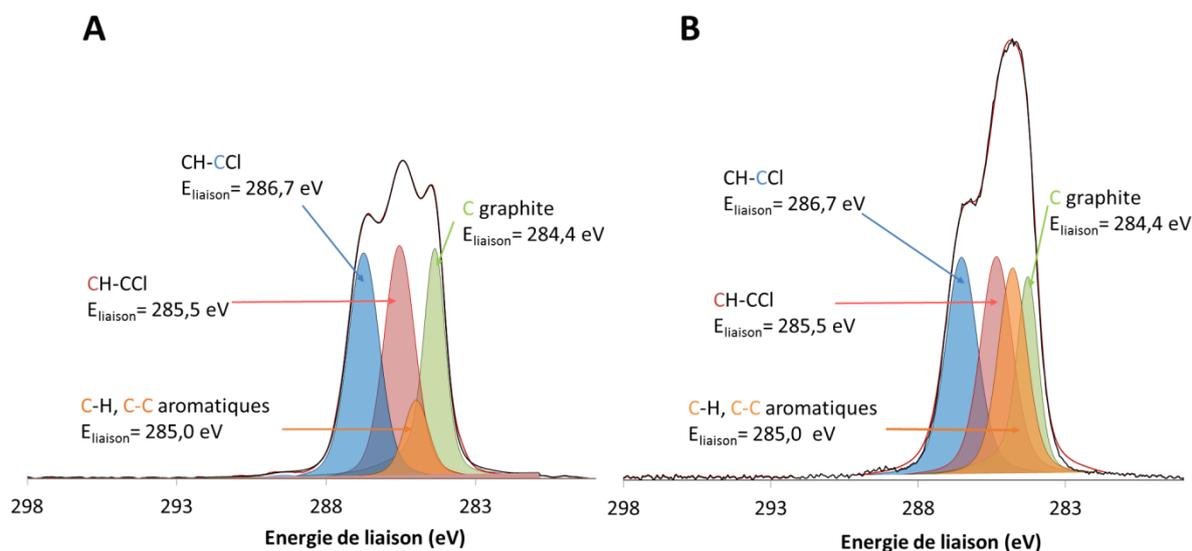 A
CH-CCl
Eliaison= 286,7 eV
C graphite
Eliaison= 284,4 eV
CH-CCl
Eliaison= 285,5 eV
C-H, C-C aromatiques
Eliaison= 285,0 eV
298 293 288 283
Energie de liaison (eV)
B
CH-CCl
Eliaison= 286,7 eV
C graphite
Eliaison= 284,4 eV
CH-CCl
Eliaison= 285,5 eV
C-H, C-C aromatiques
Eliaison= 285,0 eV
298 293 288 283
Energie de liaison (eV)